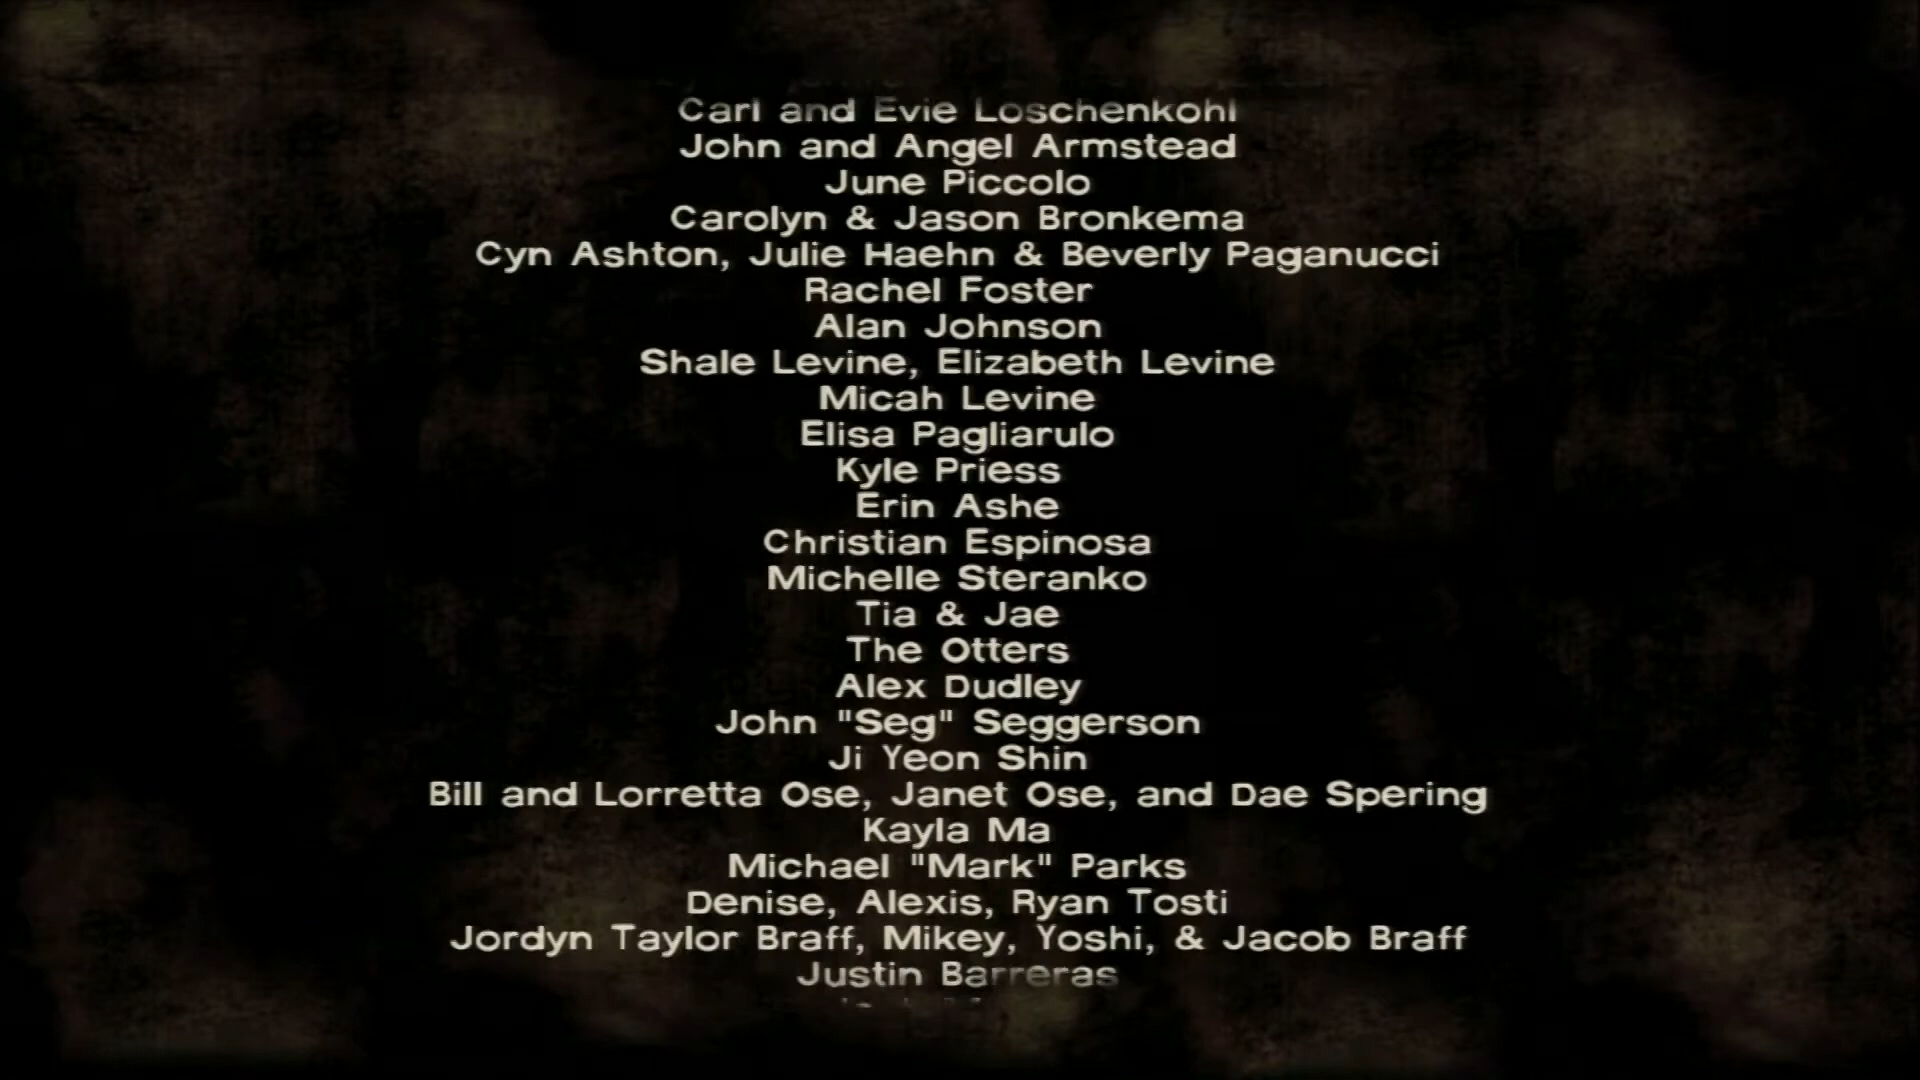 Carl and Evie Loschenkohl
John and Angel Armstead
June Piccolo
Carolyn & Jason Bronkema
Cyn Ashton, Julie Haehn & Beverly Paganucci
Rachel Foster
Alan Johnson
Shale Levine, Elizabeth Levine
Micah Levine
Elisa Pagliarulo
Kyle Priess
Erin Ashe
Christian Espinosa
Michelle Steranko
Tia & Jae
The Otters
Alex Dudley
John "Seg" Seggerson
Ji Yeon Shin
Bill and Lorretta Ose, Janet Ose, and Dae Spering
Kayla Ma
Michael "Mark" Parks
Denise, Alexis, Ryan Tosti
Jordyn Taylor Braff, Mikey, Yoshi, & Jacob Braff
Justin Barreras